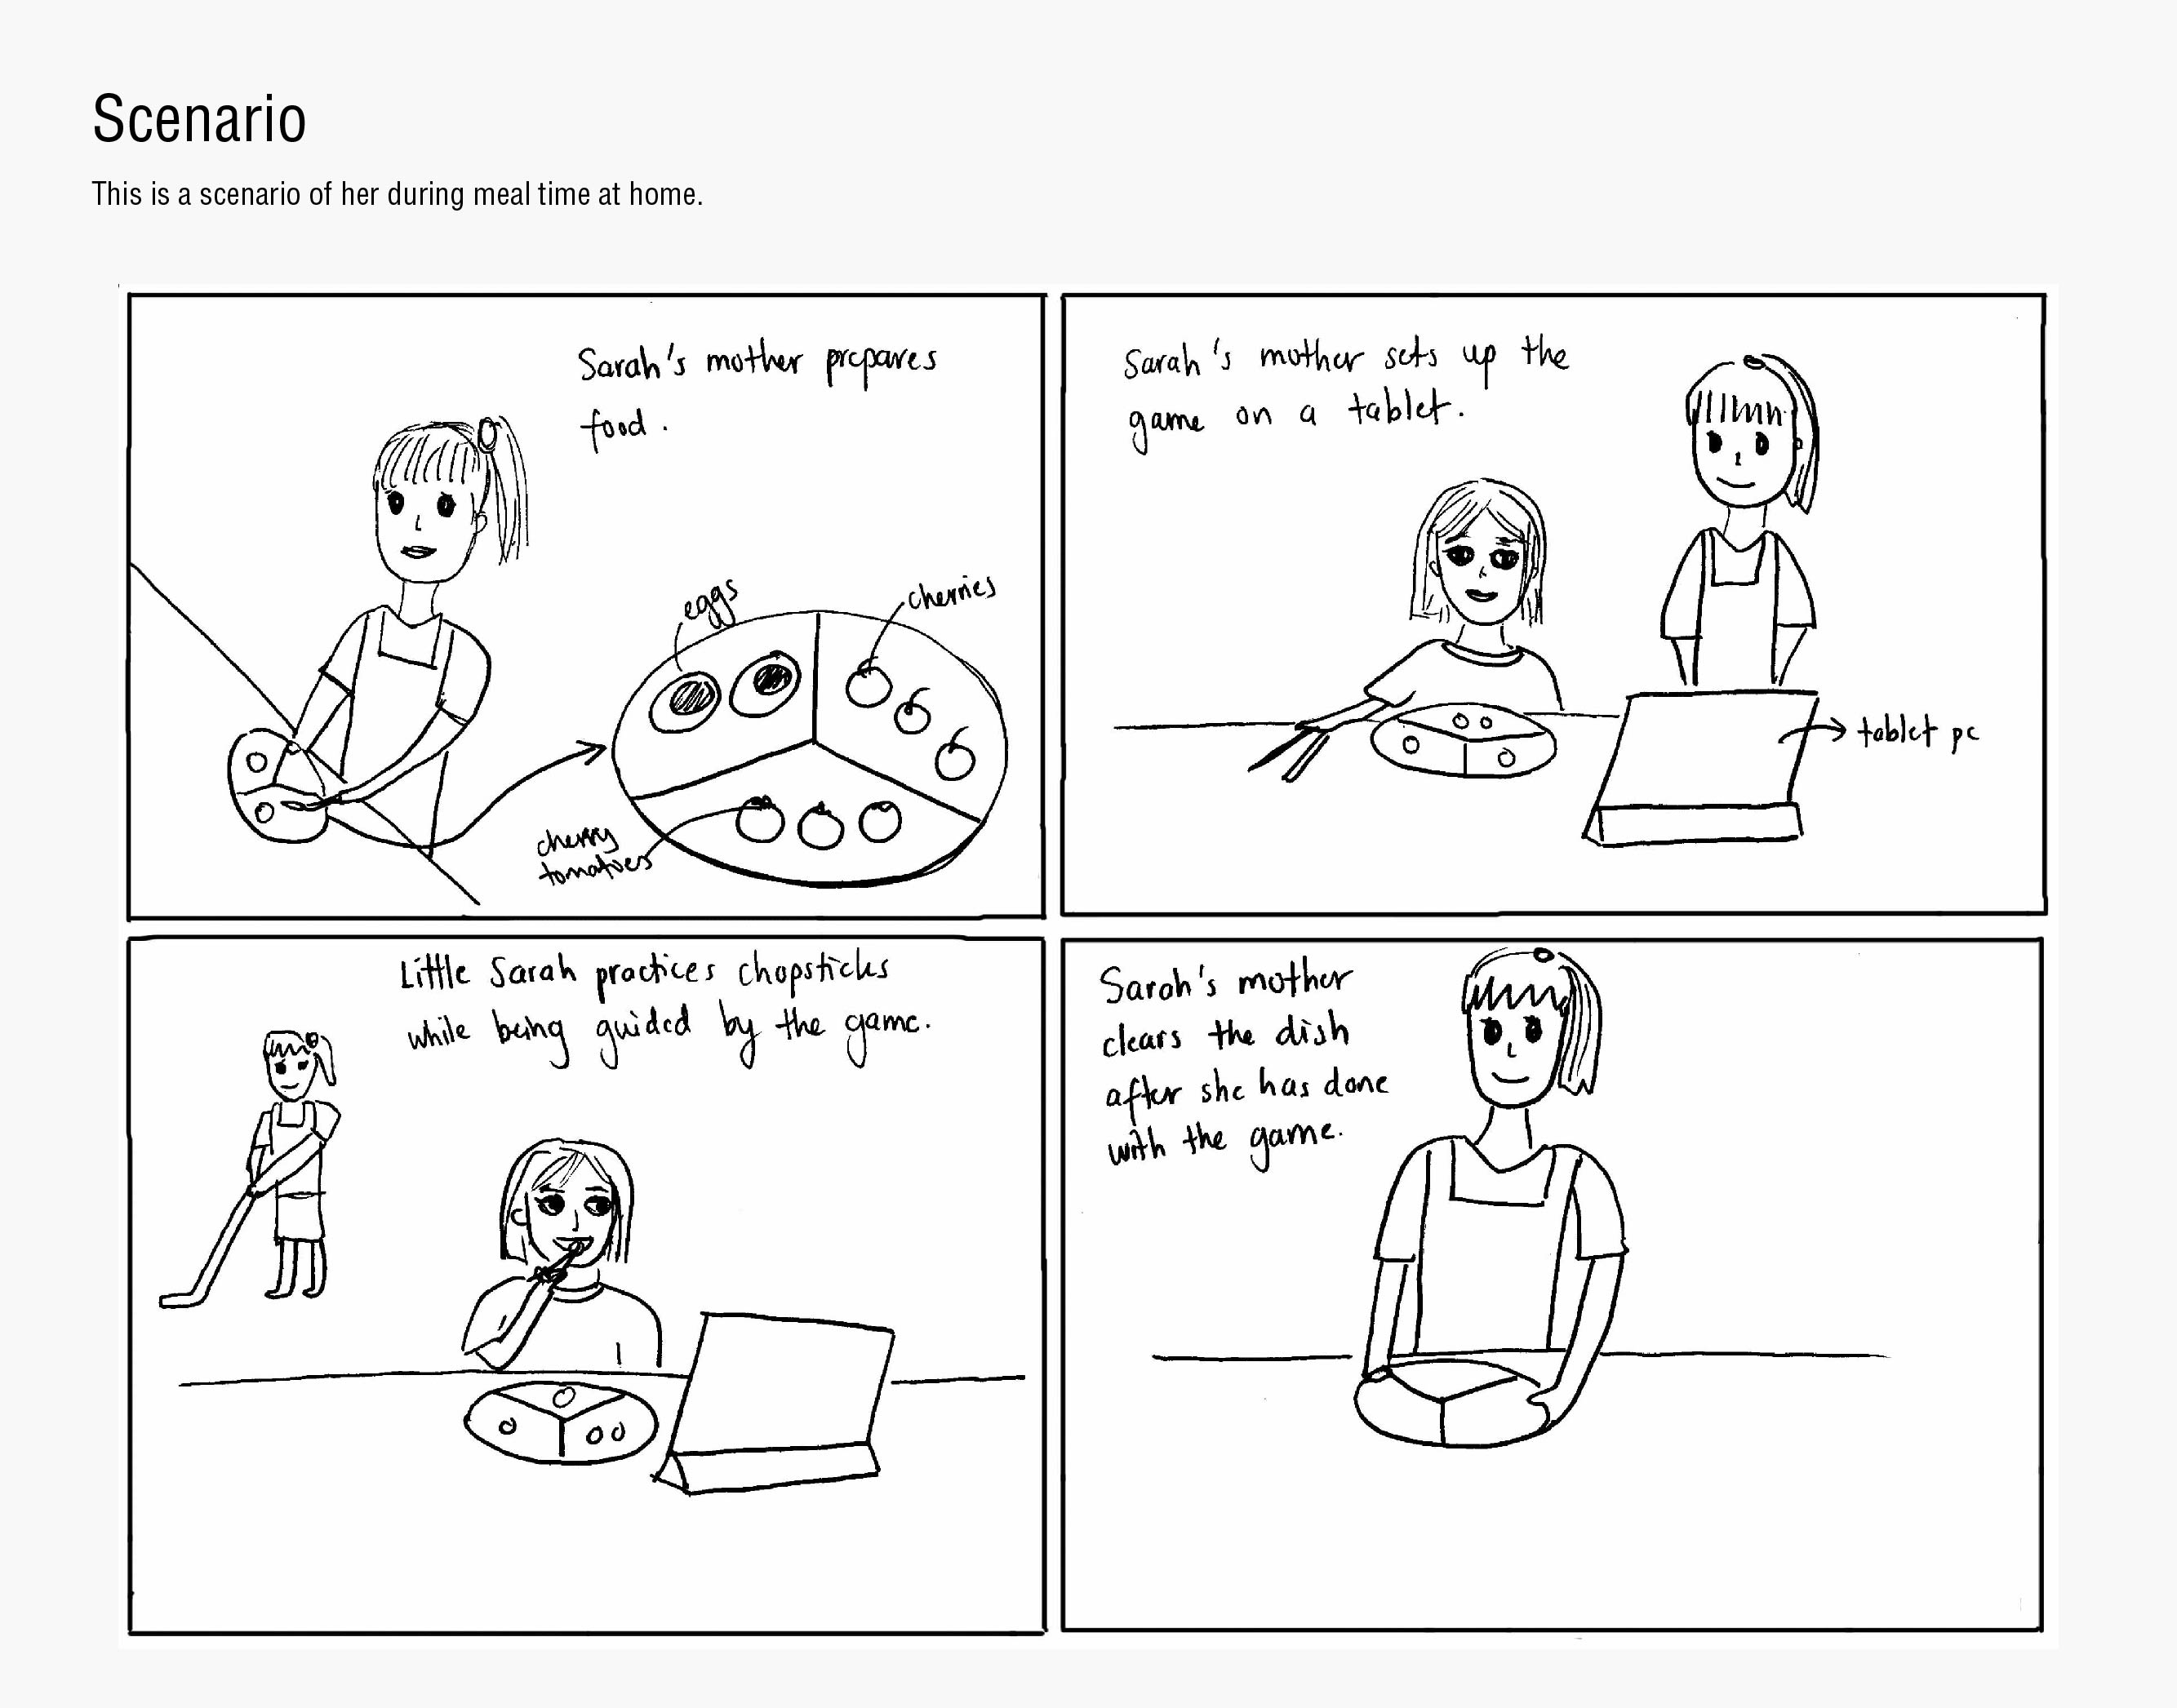 Scenario
This is a scenario of her during meal time at home.
Sarah's mother prepares
food.
eggs
cherries
cherry
tomatoes
Sarah's mother sets up the
game on a tablet.
tablet pc
Little Sarah practices chopsticks
while being guided by the game.
Sarah's mother
clears the dish
after she has done
with the game.